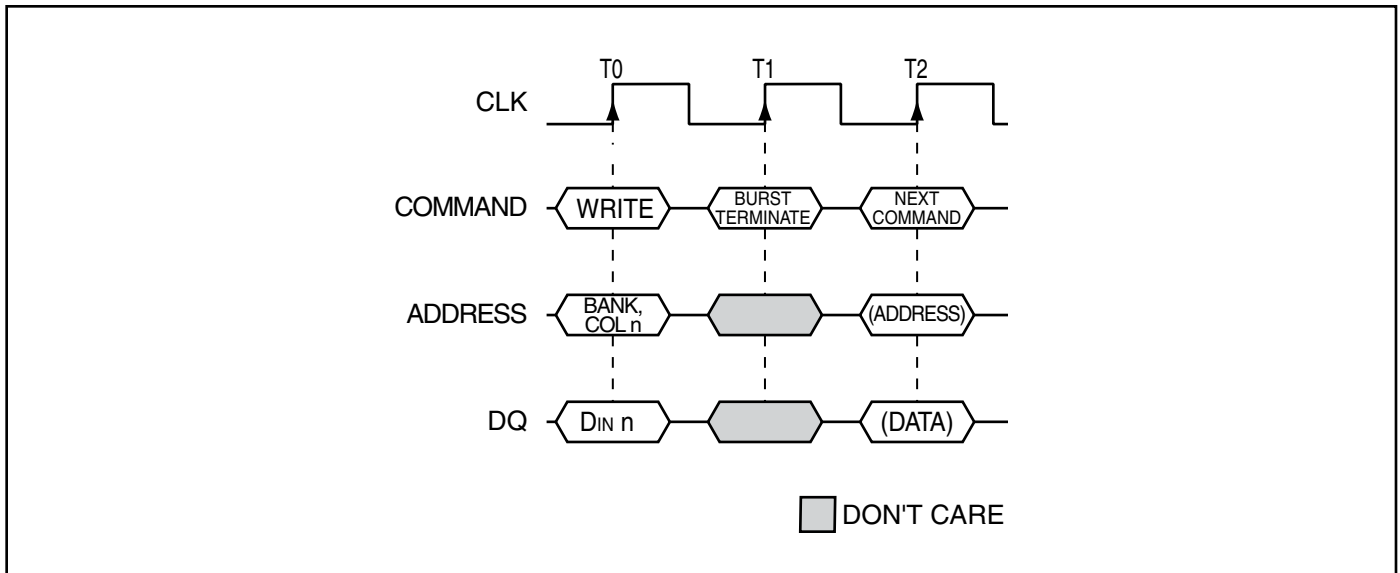 T0 T1 T2
CLK
COMMAND WRITE BURST TERMINATE NEXT COMMAND
ADDRESS BANK, COL n (ADDRESS)
DQ DIN n (DATA)
DON'T CARE